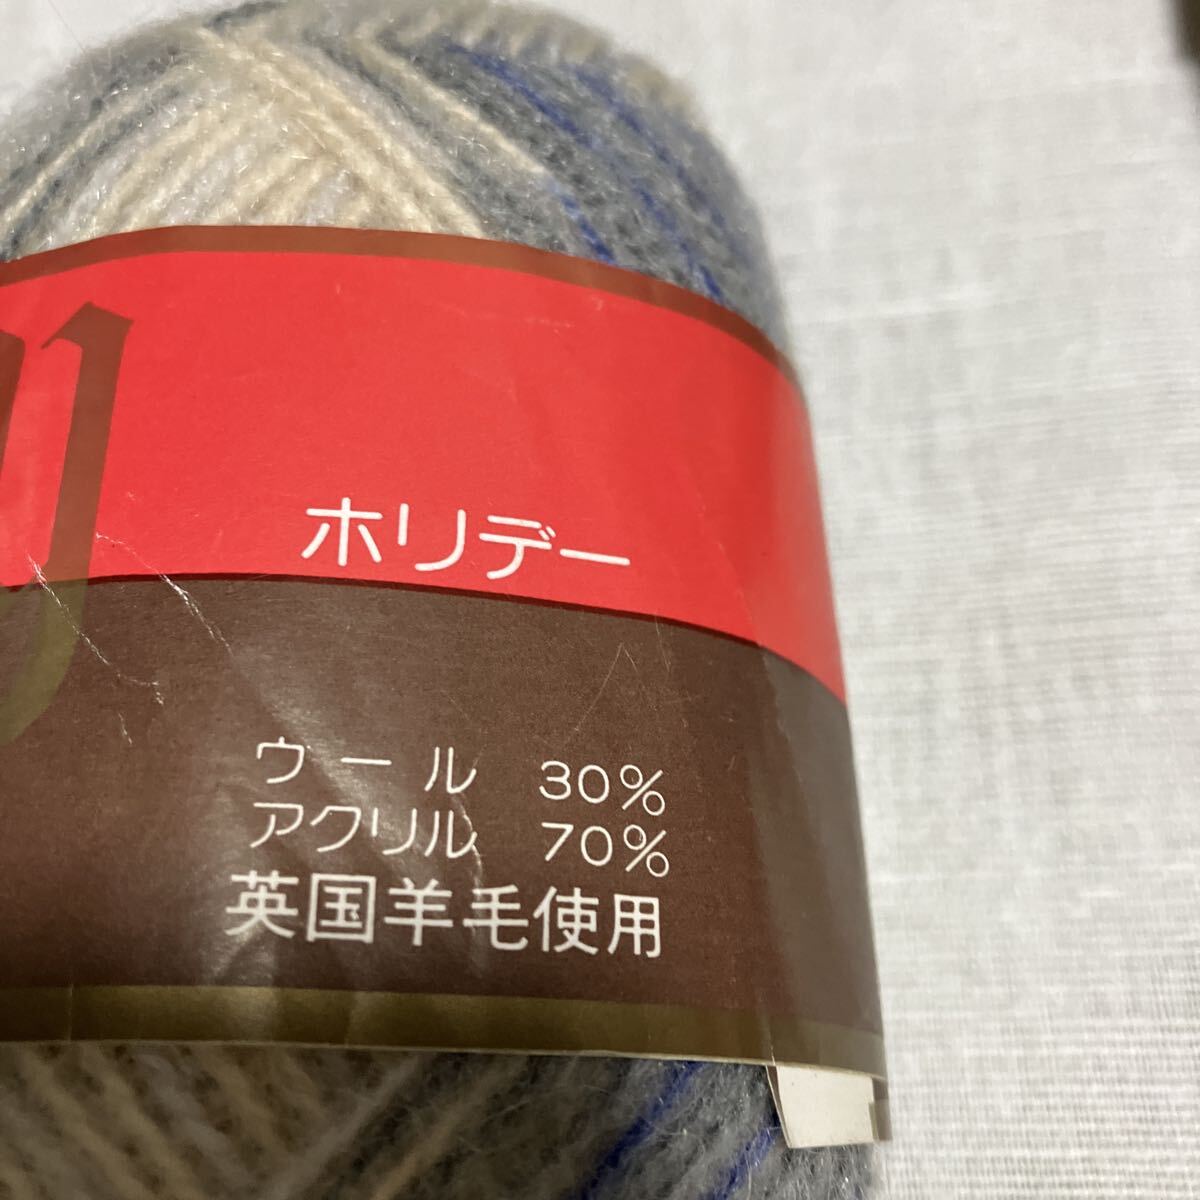 y
ホリデー
ウール 30%
アクリル 70%
英国羊毛使用